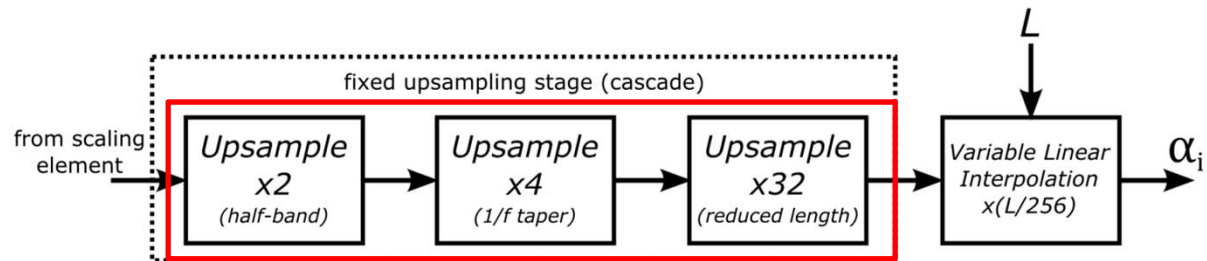 L
fixed upsampling stage (cascade)
from scaling
element
Upsample
x2
(half-band)
Upsample
x4
(1/f taper)
Upsample
x32
(reduced length)
Variable Linear
Interpolation
x(L/256)
αi